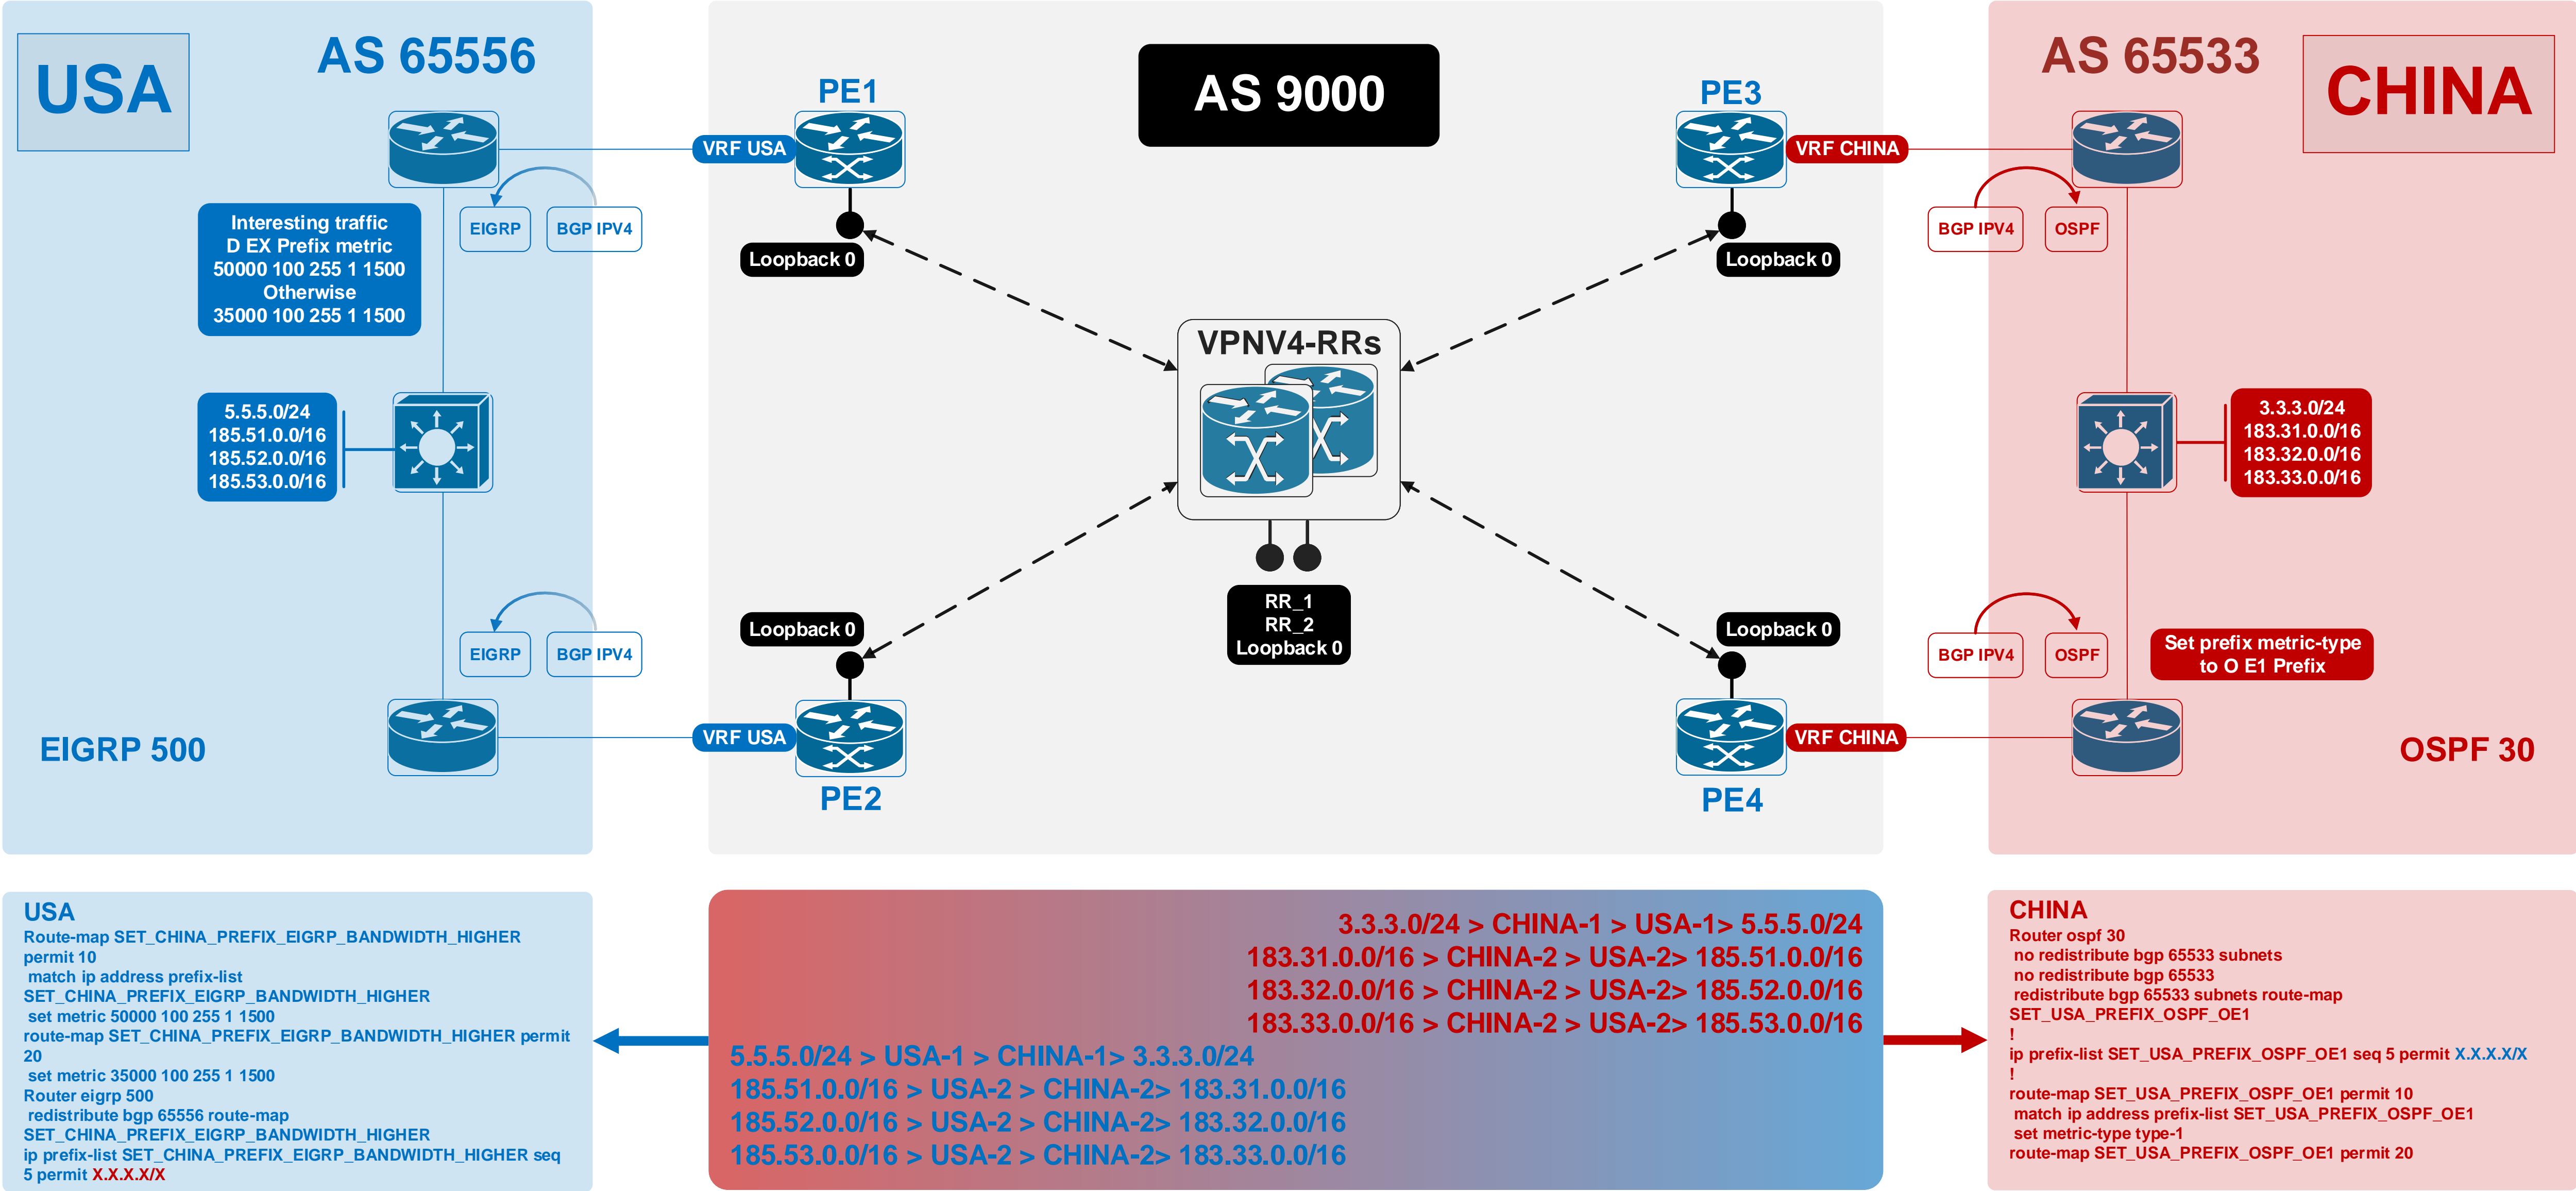 USA
AS 65556
PE1
AS 9000
PE3
AS 65533
CHINA
VRF USA
VRF CHINA
Interesting traffic
D EX Prefix metric
50000 100 255 1 1500
Otherwise
35000 100 255 1 1500
EIGRP
BGP IPV4
Loopback 0
Loopback 0
BGP IPV4
OSPF
VPNV4-RRs
5.5.5.0/24
185.51.0.0/16
185.52.0.0/16
185.53.0.0/16
3.3.3.0/24
183.31.0.0/16
183.32.0.0/16
183.33.0.0/16
RR_1
RR_2
Loopback 0
EIGRP
BGP IPV4
Loopback 0
Loopback 0
BGP IPV4
OSPF
Set prefix metric-type
to O E1 Prefix
EIGRP 500
VRF USA
PE2
VRF CHINA
PE4
OSPF 30
USA
Route-map SET_CHINA_PREFIX_EIGRP_BANDWIDTH_HIGHER
permit 10
match ip address prefix-list
SET_CHINA_PREFIX_EIGRP_BANDWIDTH_HIGHER
set metric 50000 100 255 1 1500
route-map SET_CHINA_PREFIX_EIGRP_BANDWIDTH_HIGHER permit
20
set metric 35000 100 255 1 1500
Router eigrp 500
redistribute bgp 65556 route-map
SET_CHINA_PREFIX_EIGRP_BANDWIDTH_HIGHER
ip prefix-list SET_CHINA_PREFIX_EIGRP_BANDWIDTH_HIGHER seq
5 permit X.X.X.X/X
3.3.3.0/24 > CHINA-1 > USA-1> 5.5.5.0/24
183.31.0.0/16 > CHINA-2 > USA-2> 185.51.0.0/16
183.32.0.0/16 > CHINA-2 > USA-2> 185.52.0.0/16
183.33.0.0/16 > CHINA-2 > USA-2> 185.53.0.0/16
5.5.5.0/24 > USA-1 > CHINA-1> 3.3.3.0/24
185.51.0.0/16 > USA-2 > CHINA-2> 183.31.0.0/16
185.52.0.0/16 > USA-2 > CHINA-2> 183.32.0.0/16
185.53.0.0/16 > USA-2 > CHINA-2> 183.33.0.0/16
CHINA
Router ospf 30
no redistribute bgp 65533 subnets
no redistribute bgp 65533
redistribute bgp 65533 subnets route-map
SET_USA_PREFIX_OSPF_OE1
!
ip prefix-list SET_USA_PREFIX_OSPF_OE1 seq 5 permit X.X.X.X/X
!
route-map SET_USA_PREFIX_OSPF_OE1 permit 10
match ip address prefix-list SET_USA_PREFIX_OSPF_OE1
set metric-type type-1
route-map SET_USA_PREFIX_OSPF_OE1 permit 20